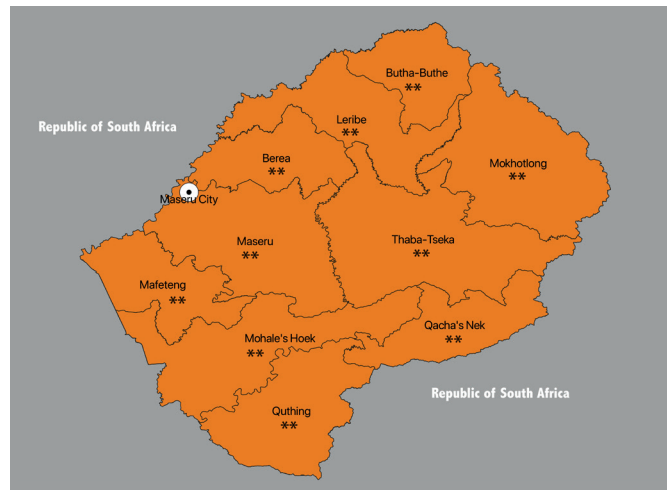 Butha-Buthe
**
Republic of South Africa
Leribe
**
Berea
**
Mokhotlong
**
Maseru City
Maseru
**
Thaba-Tseka
**
Mafeteng
**
Mohale's Hoek
**
Qacha's Nek
**
Republic of South Africa
Quthing
**